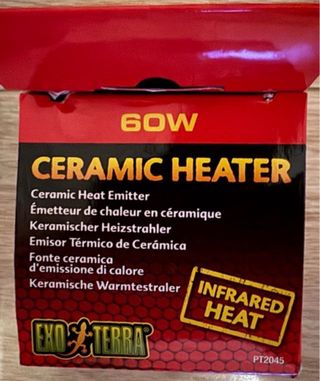 60W
CERAMIC HEATER
Ceramic Heat Emitter
Émetteur de chaleur en céramique
Keramischer Heizstrahler
Emisor Térmico de Cerámica
Fonte ceramica
d'emissione di calore
Keramische Warmtestraler
INFRARED
HEAT
EXO TERRA
PT2045